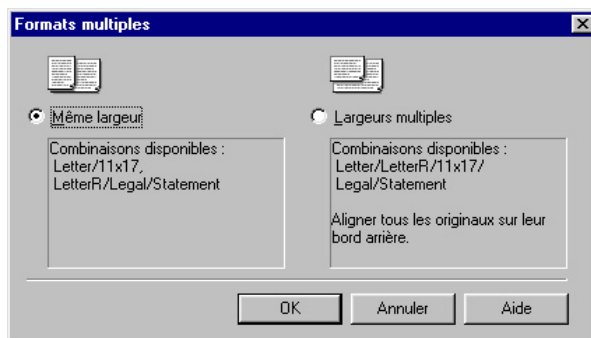 Formats multiples
Même largeur
Combinaisons disponibles :
Letter/11x17,
LetterR/Legal/Statement
Largeurs multiples
Combinaisons disponibles :
Letter/LetterR/11x17/
Legal/Statement
Aligner tous les originaux sur leur
bord arrière.
OK
Annuler
Aide